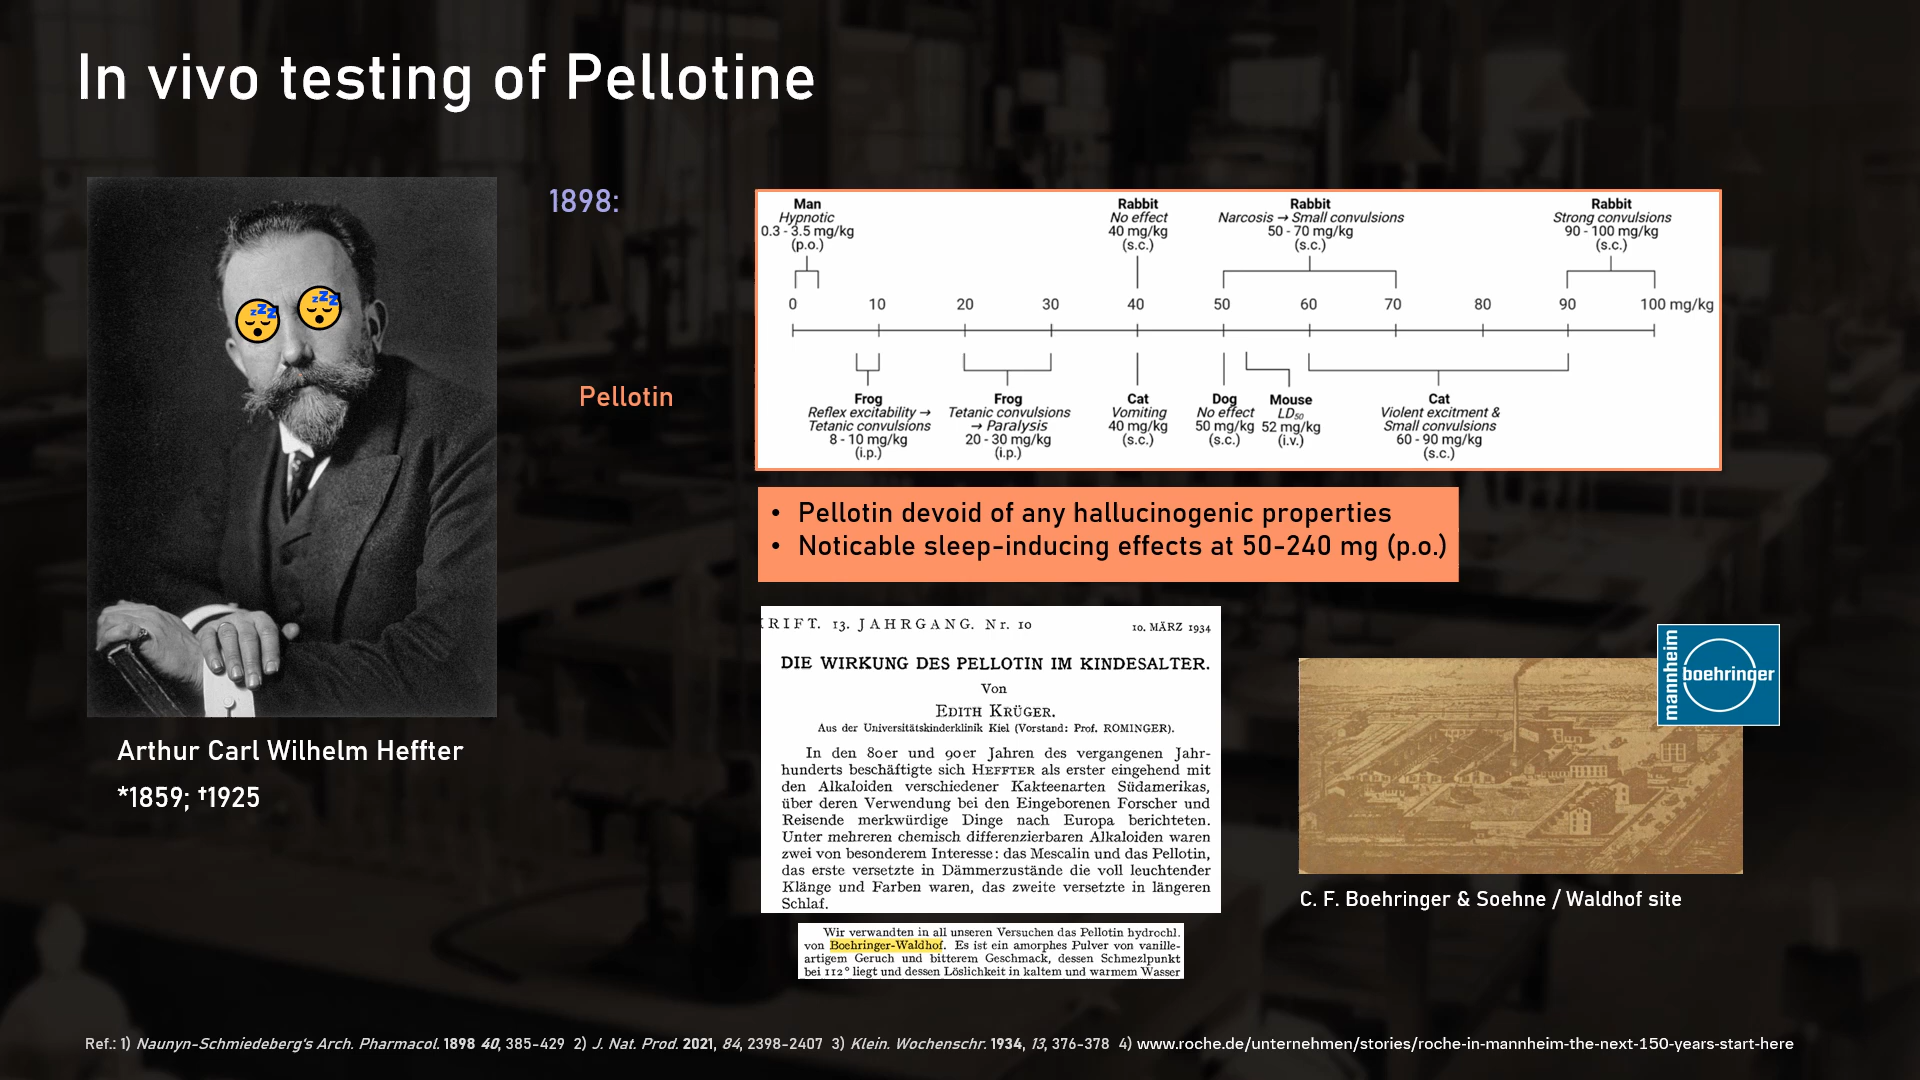 In vivo testing of Pellotine
1898:
Pellotin
Man
Hypnotic
0.3 - 3.5 mg/kg
(p.o.)
Rabbit
No effect
40 mg/kg
(s.c.)
Rabbit
Narcosis → Small convulsions
50 - 70 mg/kg
(s.c.)
Rabbit
Strong convulsions
90 - 100 mg/kg
(s.c.)
0 10 20 30 40 50 60 70 80 90 100 mg/kg
Frog
Reflex excitability →
Tetanic convulsions
8 - 10 mg/kg
(i.p.)
Frog
Tetanic convulsions
→ Paralysis
20 - 30 mg/kg
(i.p.)
Cat
Vomiting
40 mg/kg
(s.c.)
Dog
No effect
50 mg/kg
(s.c.)
Mouse
LD50
52 mg/kg
(i.v.)
Cat
Violent excitment &
Small convulsions
60 - 90 mg/kg
(s.c.)
• Pellotin devoid of any hallucinogenic properties
• Noticable sleep-inducing effects at 50-240 mg (p.o.)
Arthur Carl Wilhelm Heffter
*1859; †1925
RIFT. 13. JAHRGANG. Nr. 10 10. MÄRZ 1934
DIE WIRKUNG DES PELLOTIN IM KINDESALTER.
Von
EDITH KRÜGER.
Aus der Universitätskinderklinik Kiel (Vorstand: Prof. ROMINGER).
In den 80er und 90er Jahren des vergangenen Jahr-
hunderts beschäftigte sich HEFFTER als erster eingehend mit
den Alkaloiden verschiedener Kakteenarten Südamerikas,
über deren Verwendung bei den Eingeborenen Forscher und
Reisende merkwürdige Dinge nach Europa berichteten.
Unter mehreren chemisch differenzierbaren Alkaloiden waren
zwei von besonderem Interesse: das Mescalin und das Pellotin,
das erste versetzte in Dämmerzustände die voll leuchtender
Klänge und Farben waren, das zweite versetzte in längeren
Schlaf.
Wir verwandten in all unseren Versuchen das Pellotin hydrochl.
von Boehringer-Waldhof. Es ist ein amorphes Pulver von vanille-
artigem Geruch und bitterem Geschmack, dessen Schmezlpunkt
bei 112° liegt und dessen Löslichkeit in kaltem und warmem Wasser
mannheim
boehringer
C. F. Boehringer & Soehne / Waldhof site
Ref.: 1) Naunyn-Schmiedeberg's Arch. Pharmacol. 1898 40, 385-429 2) J. Nat. Prod. 2021, 84, 2398-2407 3) Klein. Wochenschr. 1934, 13, 376-378 4) www.roche.de/unternehmen/stories/roche-in-mannheim-the-next-150-years-start-here